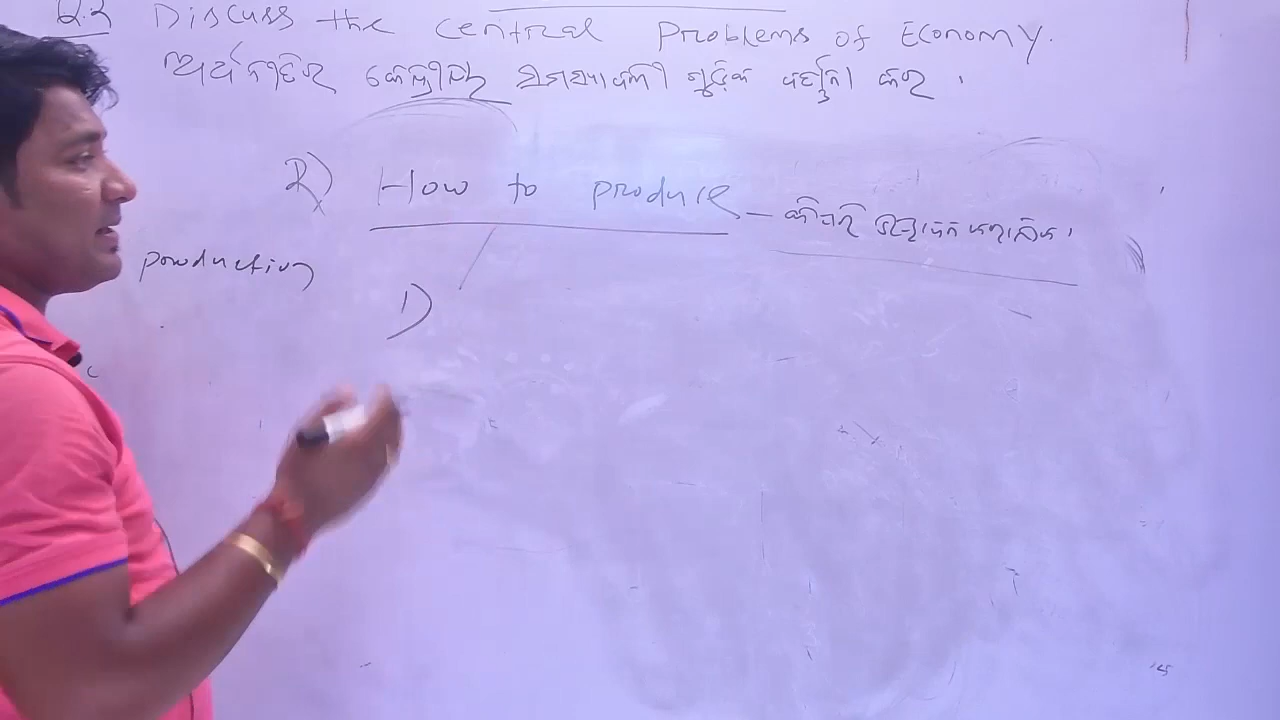 Q.2 Discuss the central Problems of Economy.
ଅର୍ଥନୀତିର କେନ୍ଦ୍ରୀୟ ସମସ୍ୟାବଳୀ ଗୁଡ଼ିକ ବର୍ଣ୍ଣନା କର ।
2) How to produce – କିପରି ଉତ୍ପାଦନ କରାଯିବ ।
production
1)